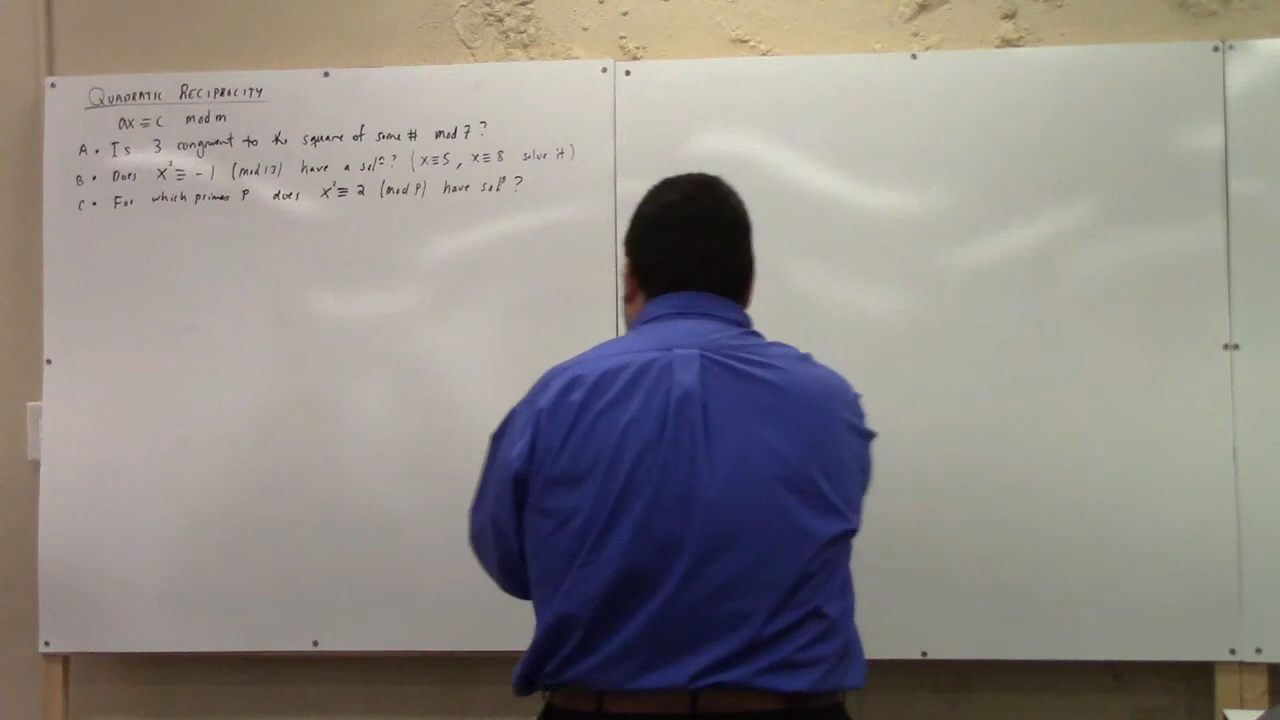 QUADRATIC RECIPROCITY
ax ≡ c mod m
A • Is 3 congruent to the square of some # mod 7?
B • Does x² ≡ -1 (mod 13) have a solⁿ? (x≡5, x≡8 solve it)
C • For which primes P does x² ≡ 2 (mod P) have solⁿ?